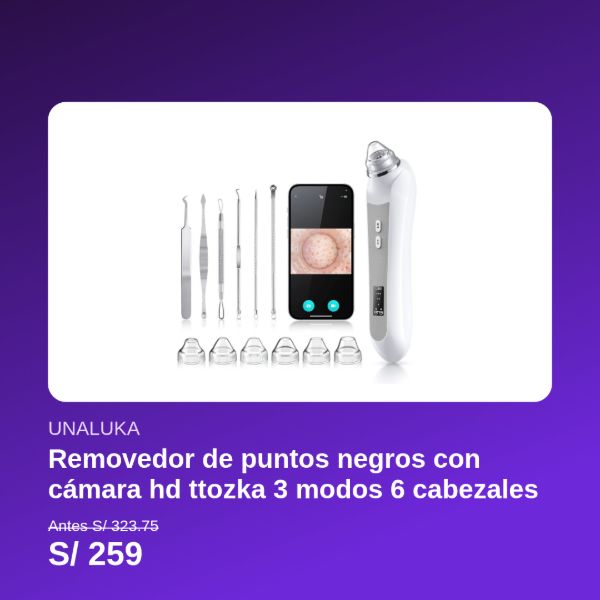 UNALUKA
Removedor de puntos negros con
cámara hd ttozka 3 modos 6 cabezales
Antes S/ 323.75
S/ 259